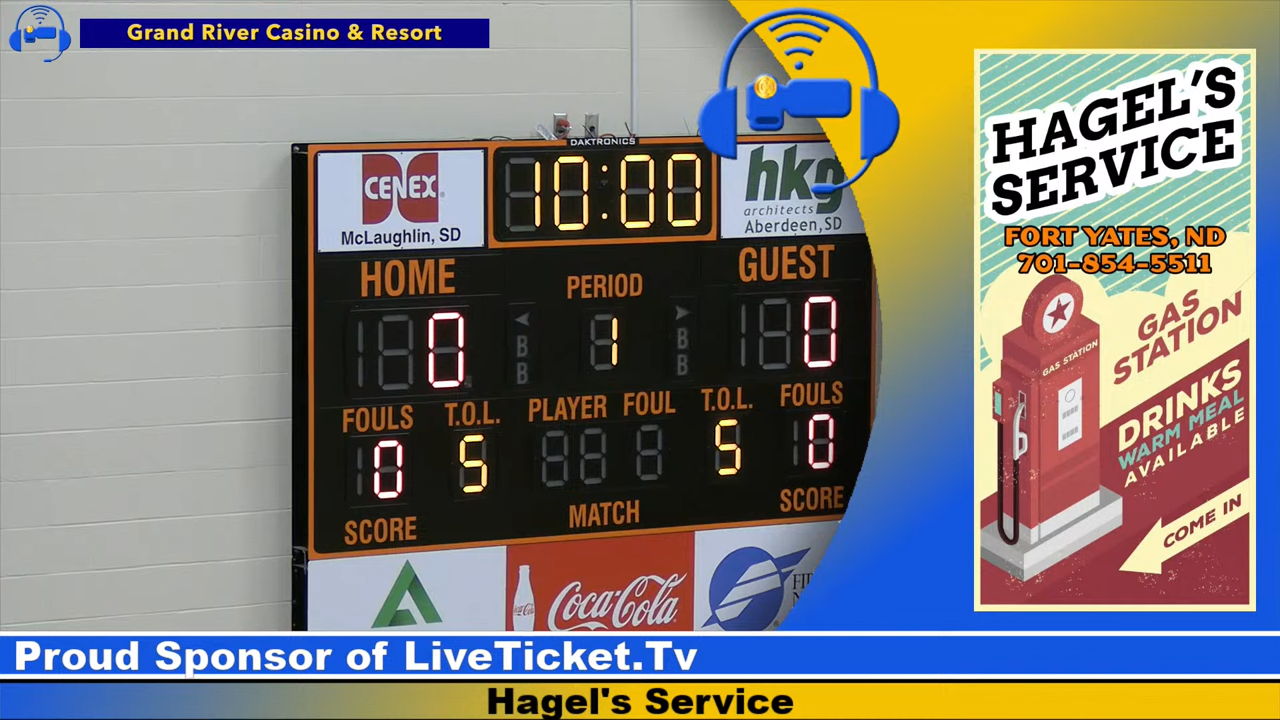 Grand River Casino & Resort
DAKTRONICS
CENEX
McLaughlin, SD
10:00
hkg
architects
Aberdeen, SD
HOME
PERIOD
GUEST
0
1
0
B
B
B
B
FOULS
T.O.L.
PLAYER FOUL
T.O.L.
FOULS
0
5
5
0
SCORE
MATCH
SCORE
Coca-Cola
Coca-Cola
HAGEL'S
SERVICE
FORT YATES, ND
701-854-5511
GAS STATION
GAS
STATION
DRINKS
WARM MEAL
AVAILABLE
COME IN
Proud Sponsor of LiveTicket.Tv
Hagel's Service